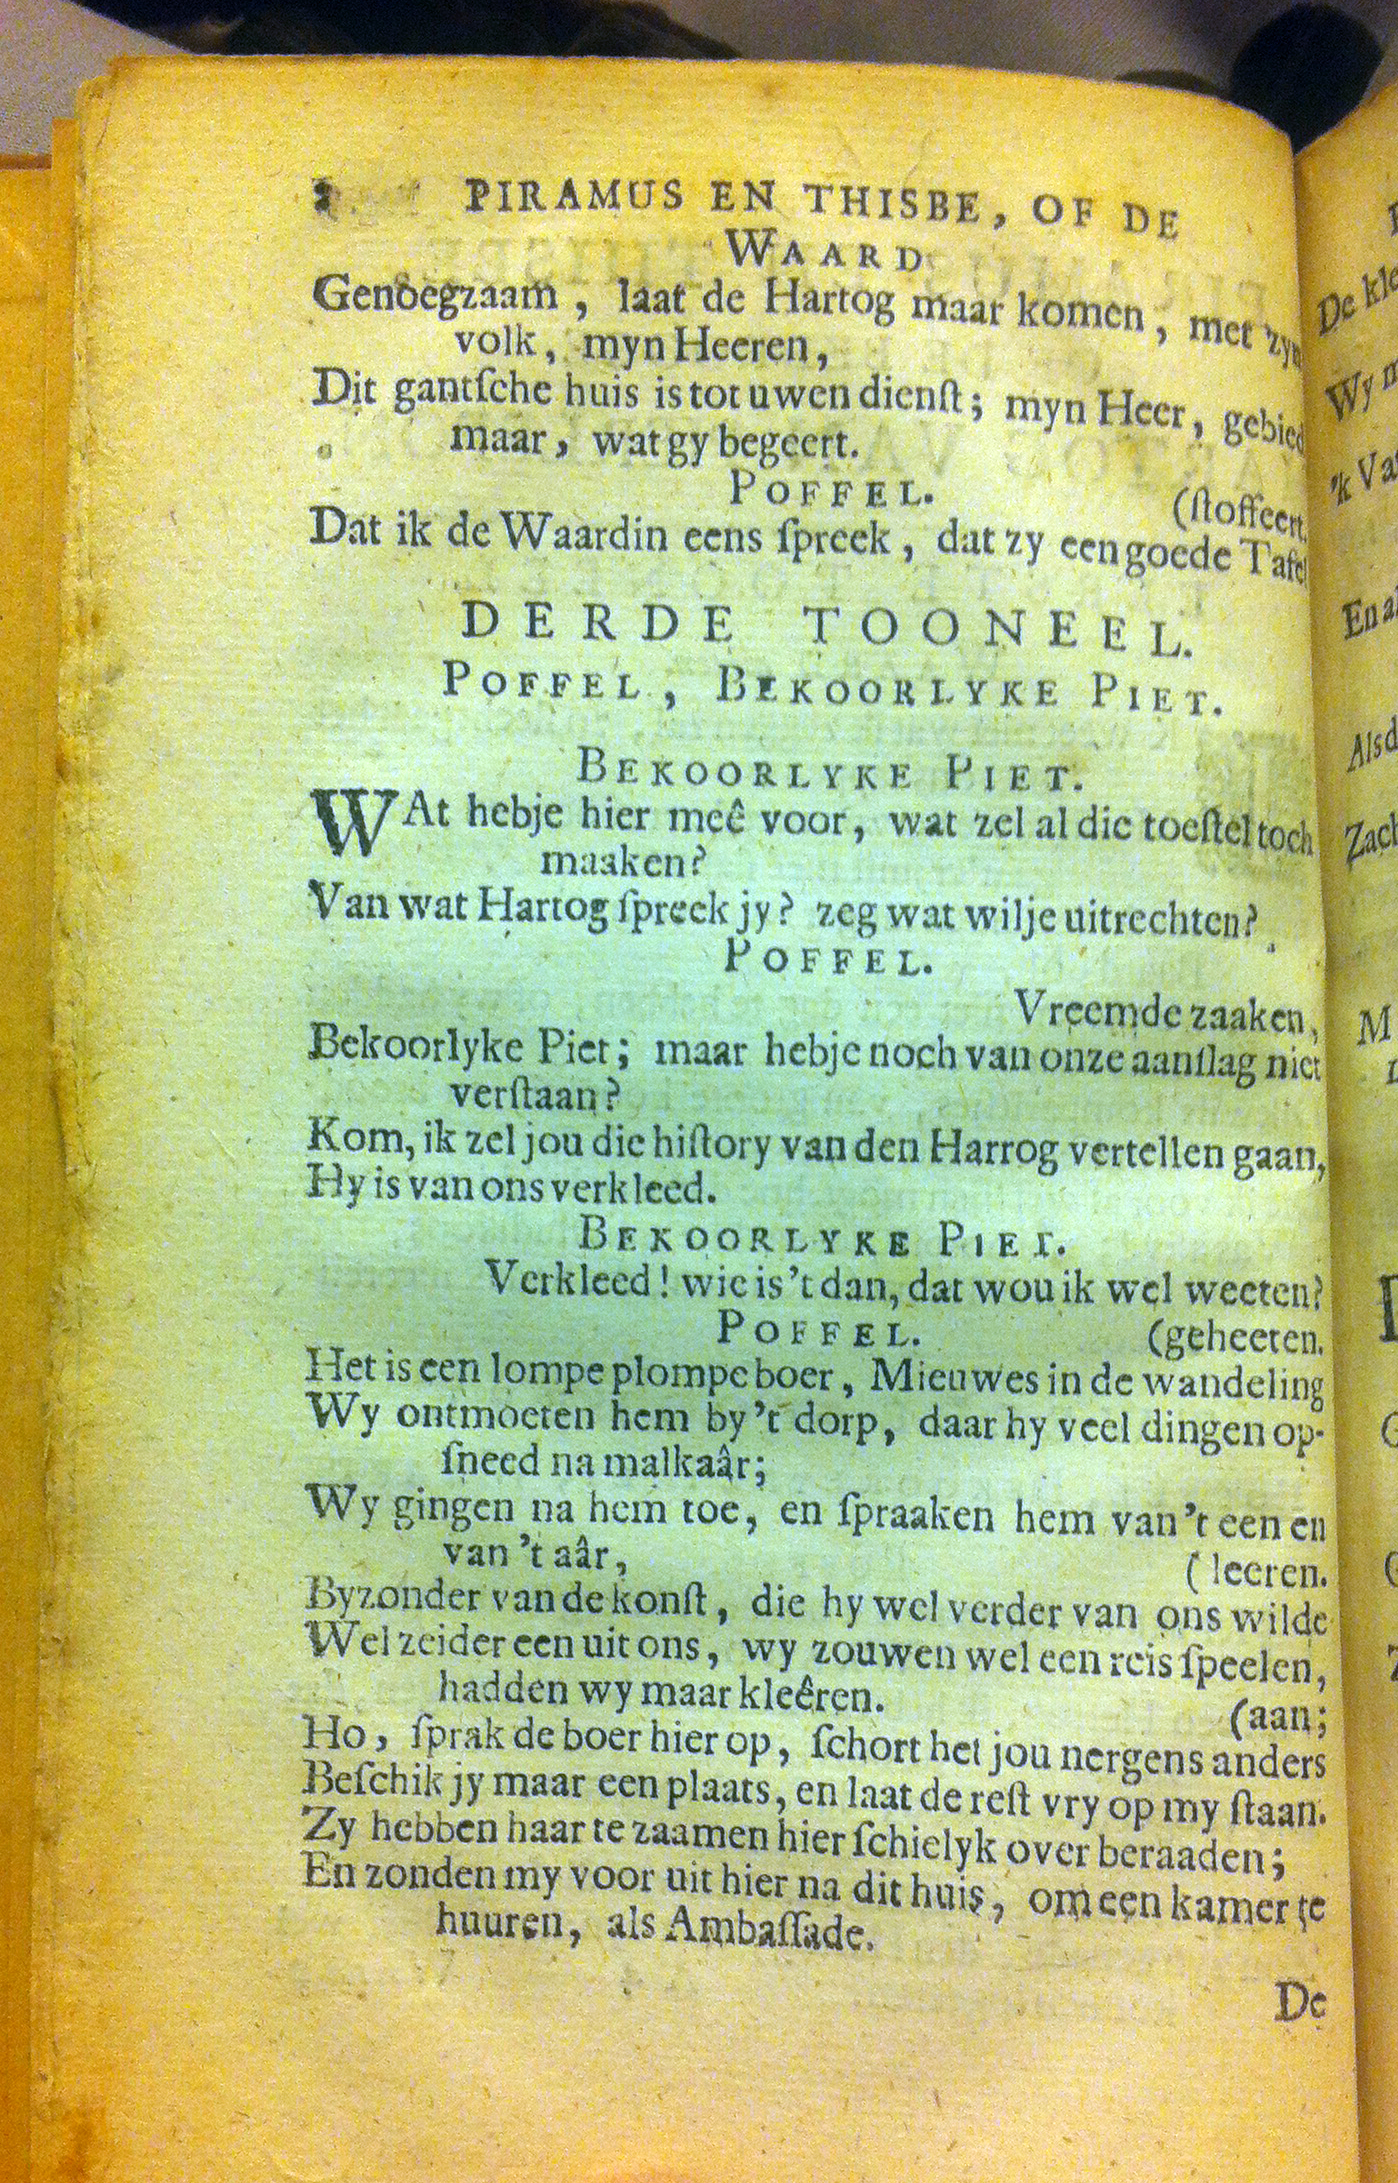 2 PIRAMUS EN THISBE, OF DE
WAARD
Genoegzaam, laat de Hartog maar komen, met zyn
volk, myn Heeren,
Dit gantſche huis is tot uwen dienſt; myn Heer, gebied
maar, wat gy begeert.
POFFEL.
(ſtoffeert.
Dat ik de Waardin eens ſpreek, dat zy een goede Tafel
DERDE TOONEEL.
POFFEL, BEKOORLYKE PIET.
BEKOORLYKE PIET.
WAt hebje hier meê voor, wat zel al die toeſtel toch
maaken?
Van wat Hartog ſpreek jy? zeg wat wilje uitrechten?
POFFEL.
Vreemde zaaken,
Bekoorlyke Piet; maar hebje noch van onze aanſlag niet
verſtaan?
Kom, ik zel jou die hiſtory van den Harrog vertellen gaan,
Hy is van ons verkleed.
BEKOORLYKE PIET.
Verkleed! wie is 't dan, dat wou ik wel weeten?
POFFEL.
(geheeten.
Het is een lompe plompe boer, Mieuwes in de wandeling
Wy ontmoeten hem by 't dorp, daar hy veel dingen op-
ſneed na malkaâr;
Wy gingen na hem toe, en ſpraaken hem van 't een en
van 't aâr,
(leeren.
Byzonder van de konſt, die hy wel verder van ons wilde
Wel zeider een uit ons, wy zouwen wel een reis ſpeelen,
hadden wy maar kleêren.
(aan;
Ho, ſprak de boer hier op, ſchort het jou nergens anders
Beſchik jy maar een plaats, en laat de reſt vry op my ſtaan.
Zy hebben haar te zaamen hier ſchielyk over beraaden;
En zonden my voor uit hier na dit huis, om een kamer te
huuren, als Ambaſſade.
De
De kle
Wy m
'k Va
En a
Als d
Zach
M